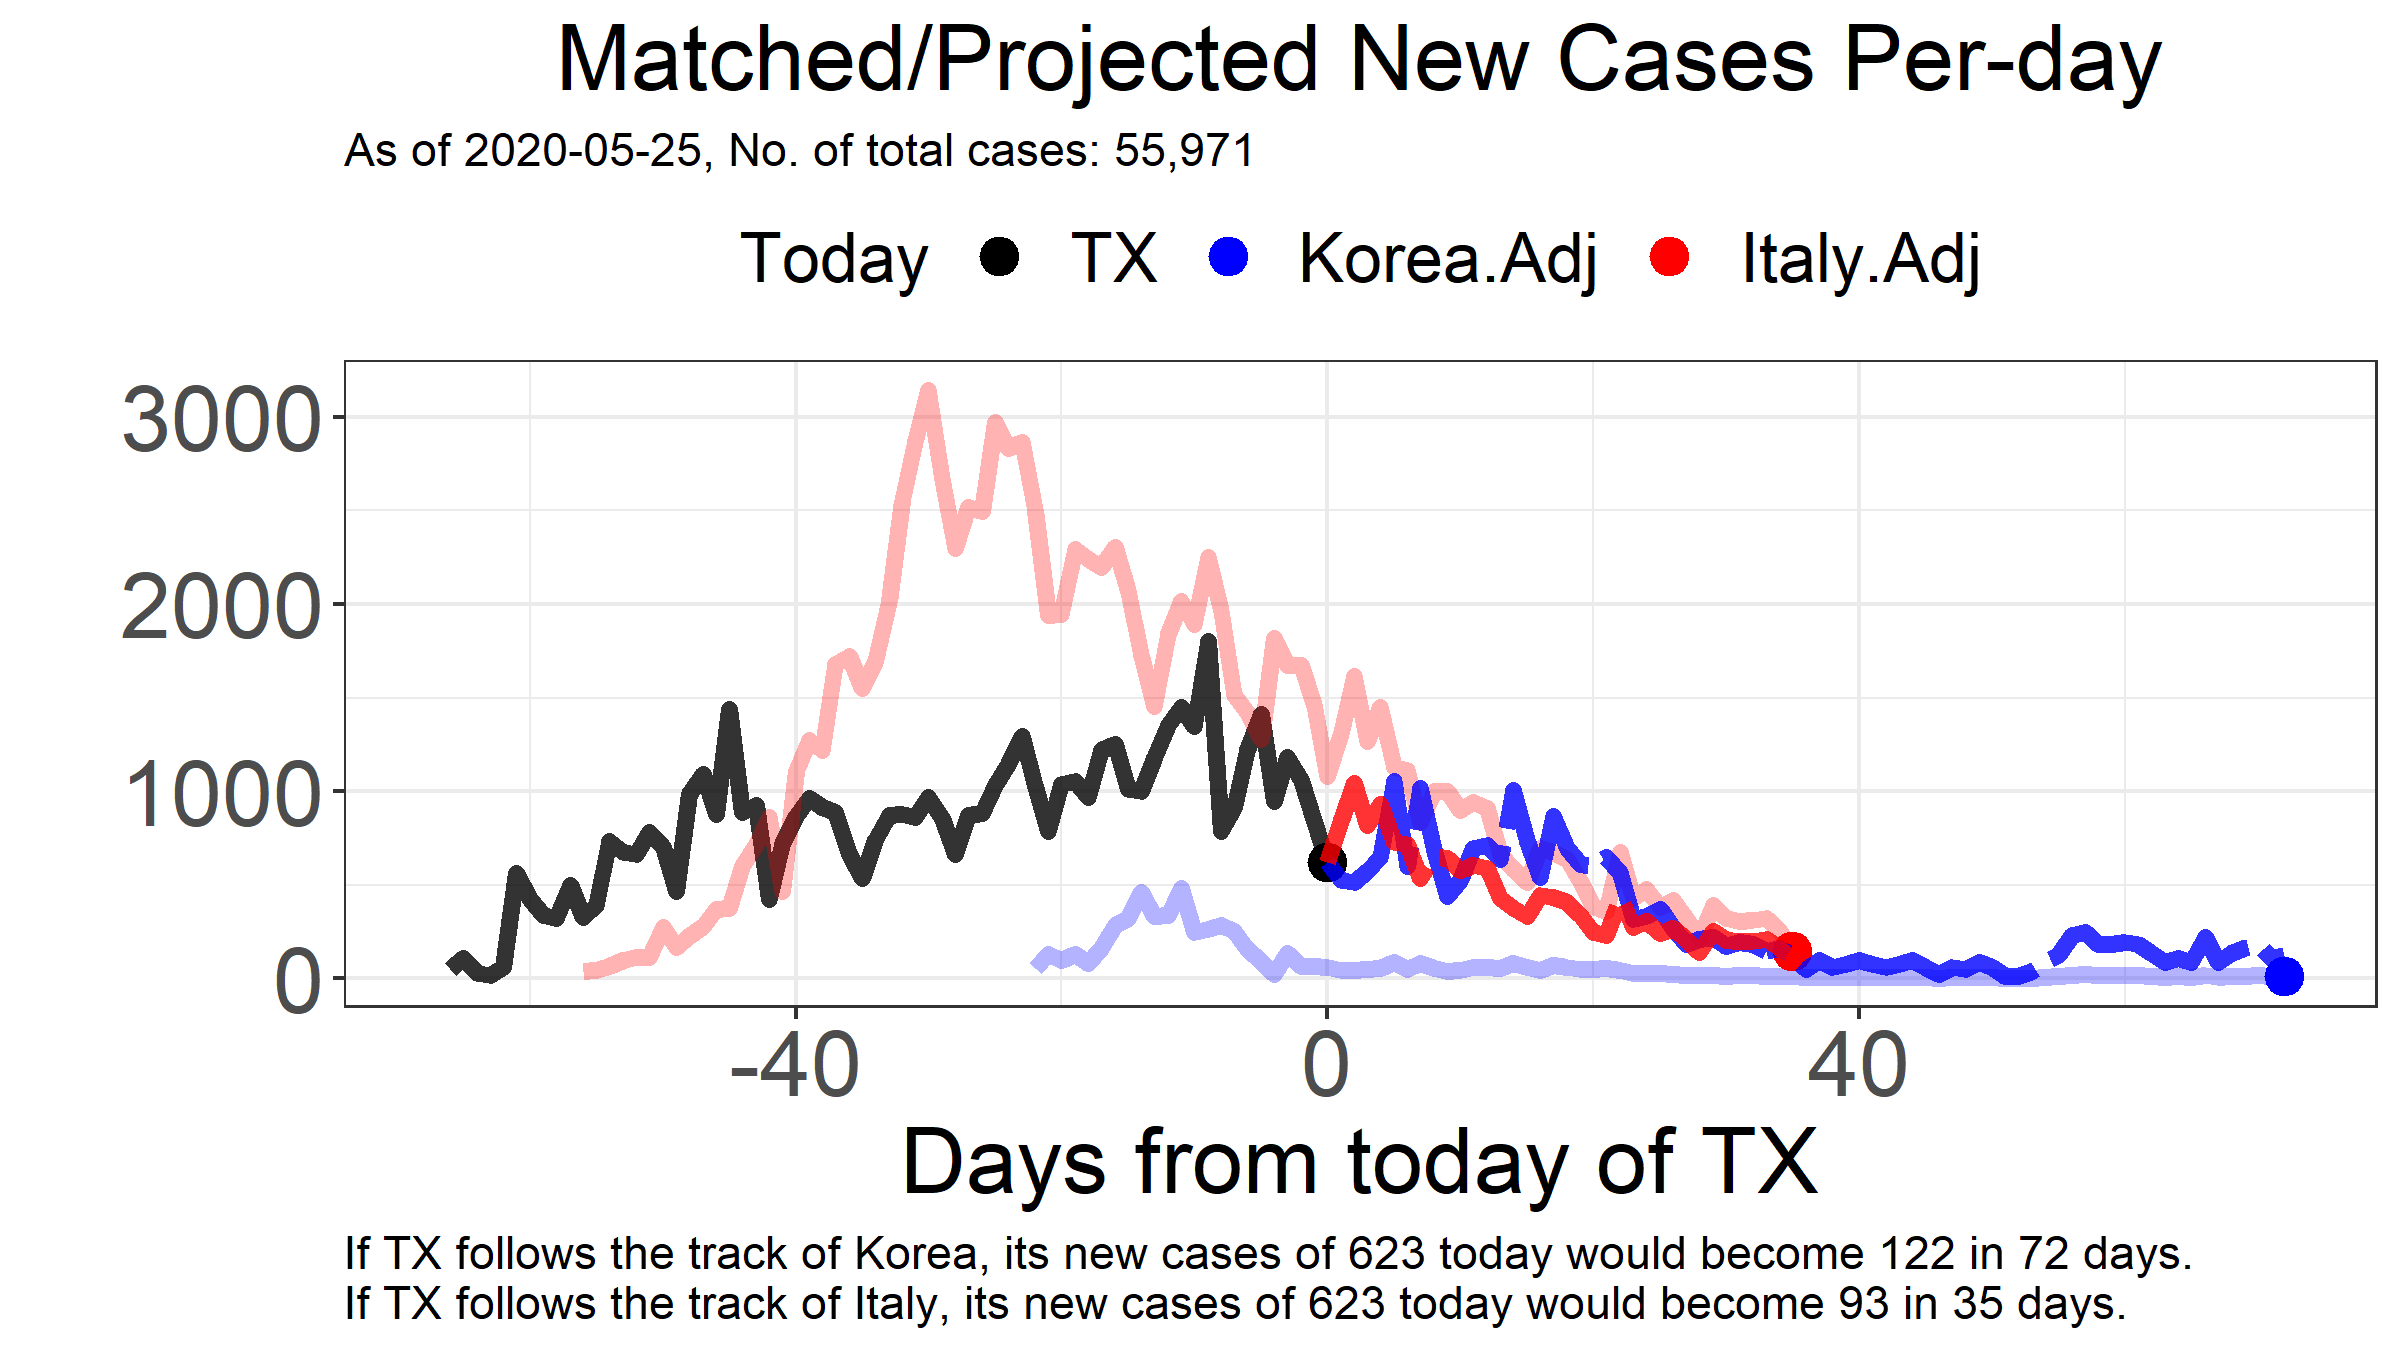 Matched/Projected New Cases Per-day
As of 2020-05-25, No. of total cases: 55,971
Today TX Korea.Adj Italy.Adj
3000
2000
1000
0
-40 0 40
Days from today of TX
If TX follows the track of Korea, its new cases of 623 today would become 122 in 72 days.
If TX follows the track of Italy, its new cases of 623 today would become 93 in 35 days.